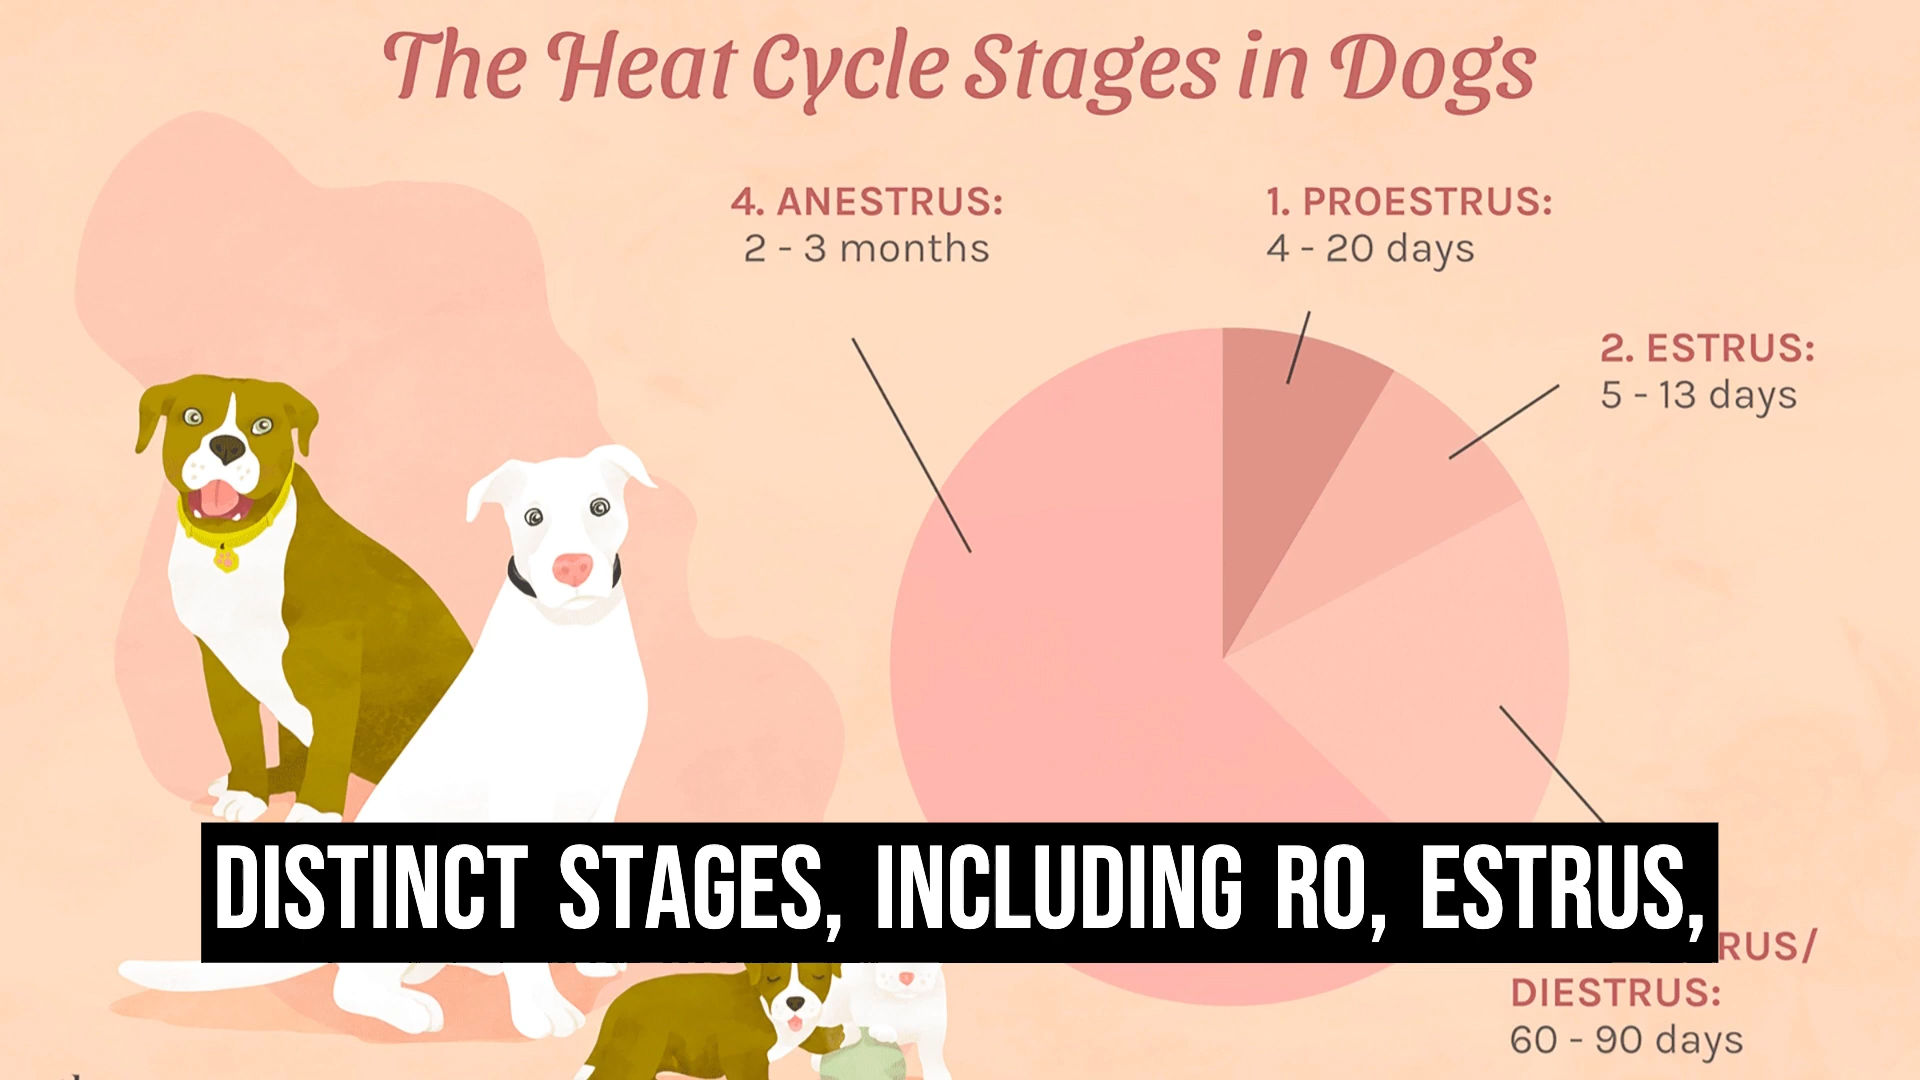 The Heat Cycle Stages in Dogs
4. ANESTRUS:
2 - 3 months
1. PROESTRUS:
4 - 20 days
2. ESTRUS:
5 - 13 days
DISTINCT STAGES, INCLUDING RO, ESTRUS,
RUS/
DIESTRUS:
60 - 90 days